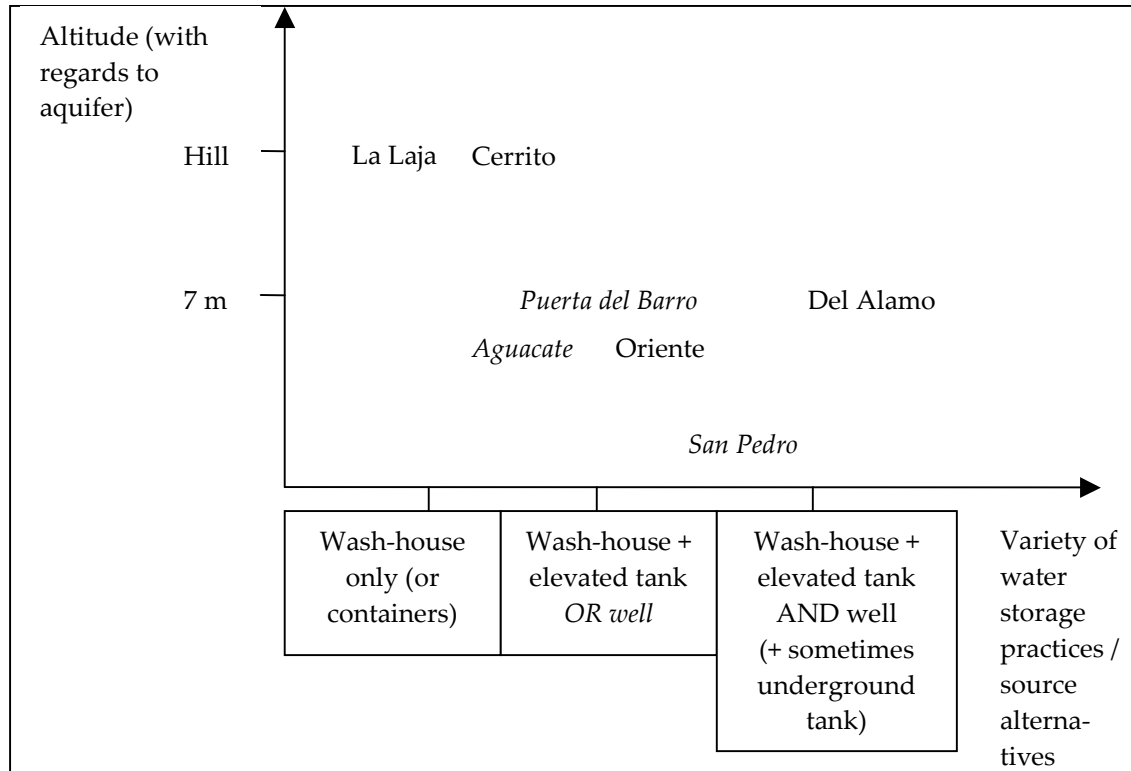 Altitude (with
regards to
aquifer)
Hill
La Laja
Cerrito
7 m
Puerta del Barro
Del Alamo
Aguacate
Oriente
San Pedro
Wash-house
only (or
containers)
Wash-house +
elevated tank
OR well
Wash-house +
elevated tank
AND well
(+ sometimes
underground
tank)
Variety of
water
storage
practices /
source
alterna-
tives